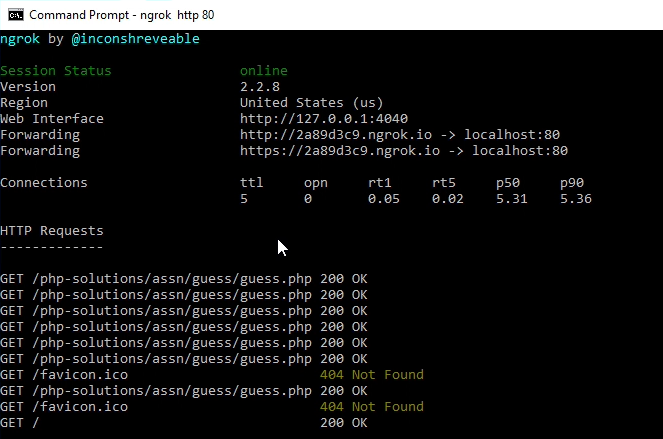 Command Prompt - ngrok http 80
ngrok by @inconshreveable
Session Status online
Version 2.2.8
Region United States (us)
Web Interface http://127.0.0.1:4040
Forwarding http://2a89d3c9.ngrok.io -> localhost:80
Forwarding https://2a89d3c9.ngrok.io -> localhost:80
Connections ttl opn rt1 rt5 p50 p90
5 0 0.05 0.02 5.31 5.36
HTTP Requests
-------------
GET /php-solutions/assn/guess/guess.php 200 OK
GET /php-solutions/assn/guess/guess.php 200 OK
GET /php-solutions/assn/guess/guess.php 200 OK
GET /php-solutions/assn/guess/guess.php 200 OK
GET /php-solutions/assn/guess/guess.php 200 OK
GET /php-solutions/assn/guess/guess.php 200 OK
GET /favicon.ico 404 Not Found
GET /php-solutions/assn/guess/guess.php 200 OK
GET /favicon.ico 404 Not Found
GET / 200 OK